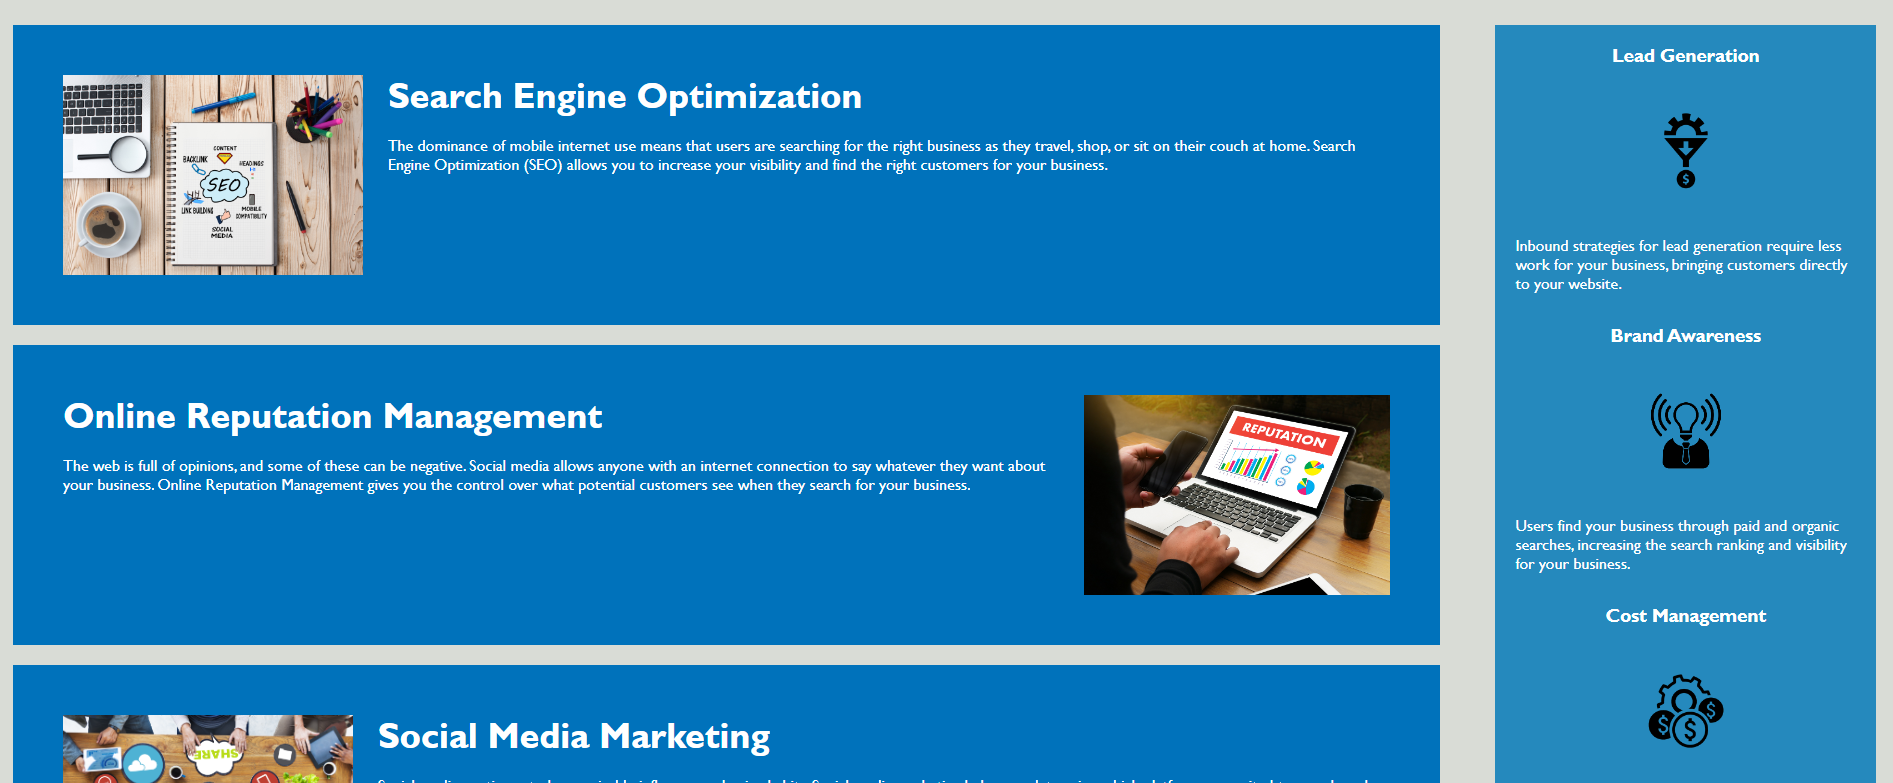 Search Engine Optimization
The dominance of mobile internet use means that users are searching for the right business as they travel, shop, or sit on their couch at home. Search
Engine Optimization (SEO) allows you to increase your visibility and find the right customers for your business.
CONTENT
BACKLINK
HEADINGS
SEO
LINK BUILDING
MOBILE
COMPATIBILITY
SOCIAL
MEDIA
Online Reputation Management
The web is full of opinions, and some of these can be negative. Social media allows anyone with an internet connection to say whatever they want about
your business. Online Reputation Management gives you the control over what potential customers see when they search for your business.
REPUTATION
Social Media Marketing
SHARE
Lead Generation
$
Inbound strategies for lead generation require less
work for your business, bringing customers directly
to your website.
Brand Awareness
Users find your business through paid and organic
searches, increasing the search ranking and visibility
for your business.
Cost Management
$ $ $